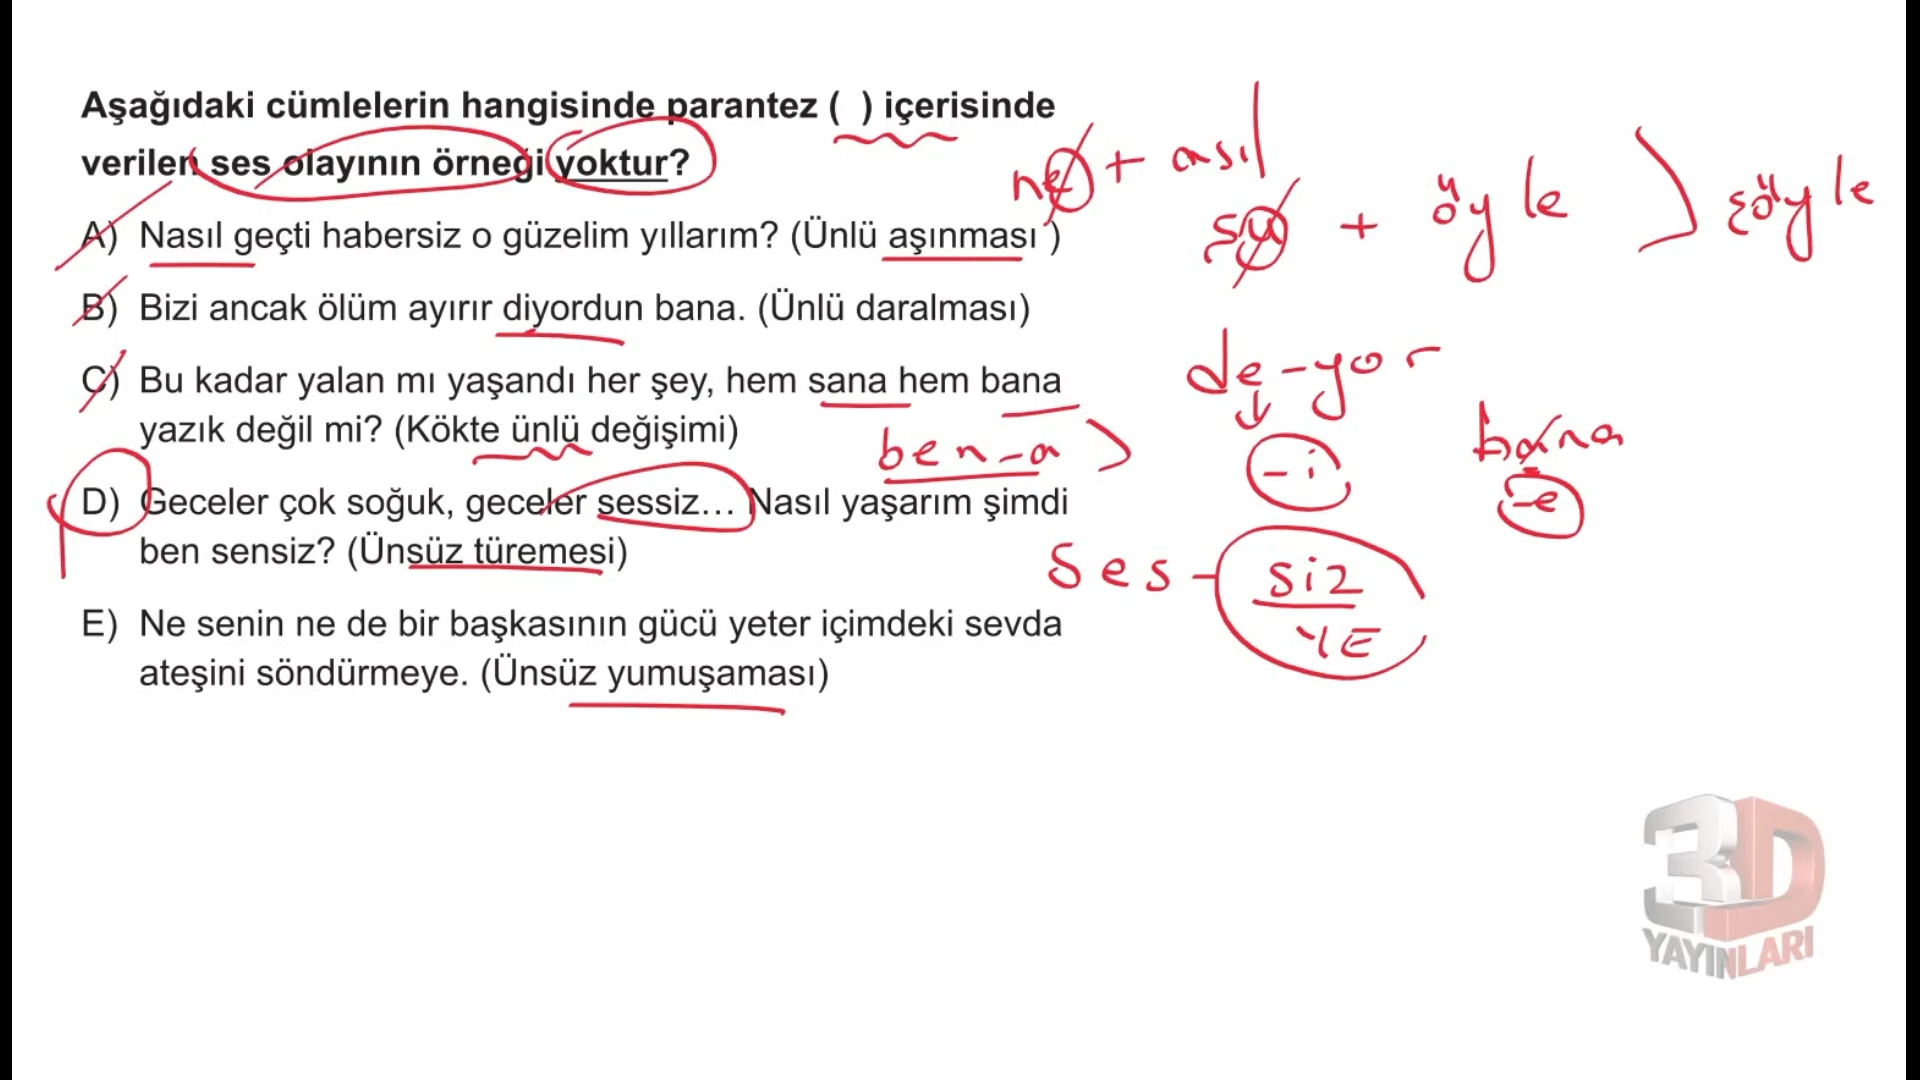 Aşağıdaki cümlelerin hangisinde parantez ( ) içerisinde
verilen ses olayının örneği yoktur?
A) Nasıl geçti habersiz o güzelim yıllarım? (Ünlü aşınması )
B) Bizi ancak ölüm ayırır diyordun bana. (Ünlü daralması)
C) Bu kadar yalan mı yaşandı her şey, hem sana hem bana
yazık değil mi? (Kökte ünlü değişimi)
D) Geceler çok soğuk, geceler sessiz… Nasıl yaşarım şimdi
ben sensiz? (Ünsüz türemesi)
E) Ne senin ne de bir başkasının gücü yeter içimdeki sevda
ateşini söndürmeye. (Ünsüz yumuşaması)
ne + asıl
şu + öyle
şöyle
de-yor
-i
ben-a
bana
-e
ses-siz
YE
3D
YAYINLARI